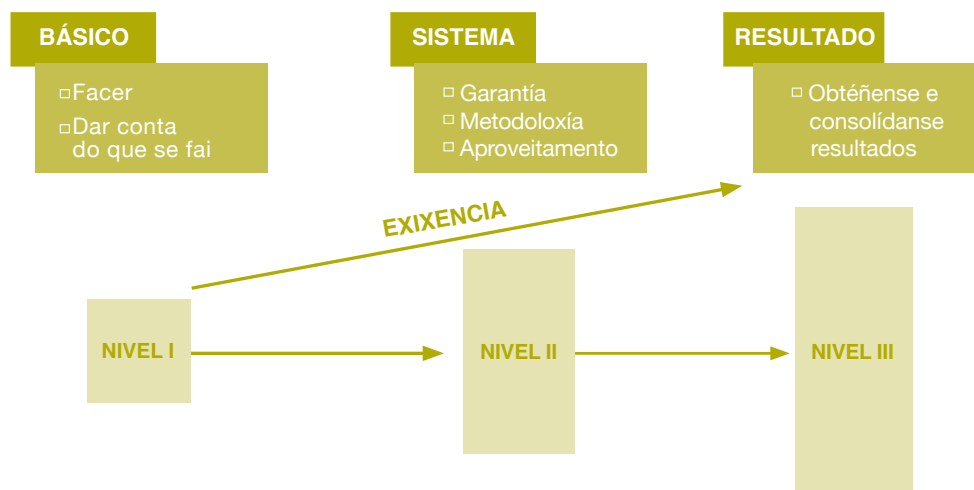 BÁSICO
Facer
Dar conta
do que se fai
SISTEMA
Garantía
Metodoloxía
Aproveitamento
RESULTADO
Obtéñense e
consolídanse
resultados
EXIXENCIA
NIVEL I
NIVEL II
NIVEL III